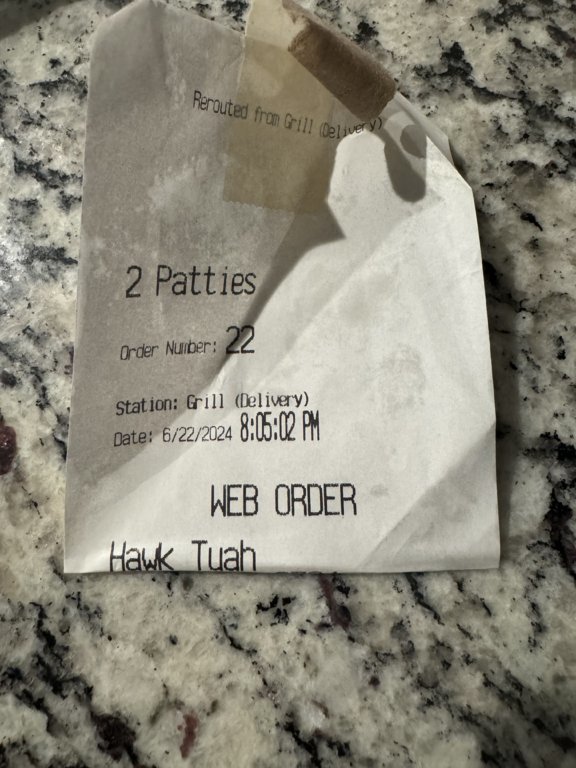 Rerouted from Grill (Delivery)
2 Patties
Order Number: 22
Station: Grill (Delivery)
Date: 6/22/2024 8:05:02 PM
WEB ORDER
Hawk Tuah